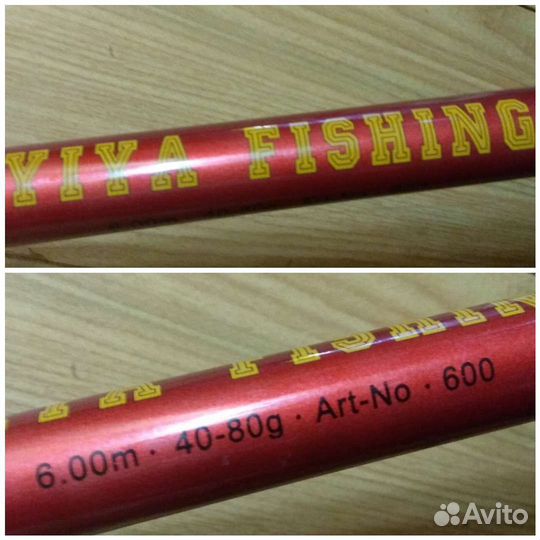 YIYA FISHING
6.00m · 40-80g · Art-No · 600
Avito